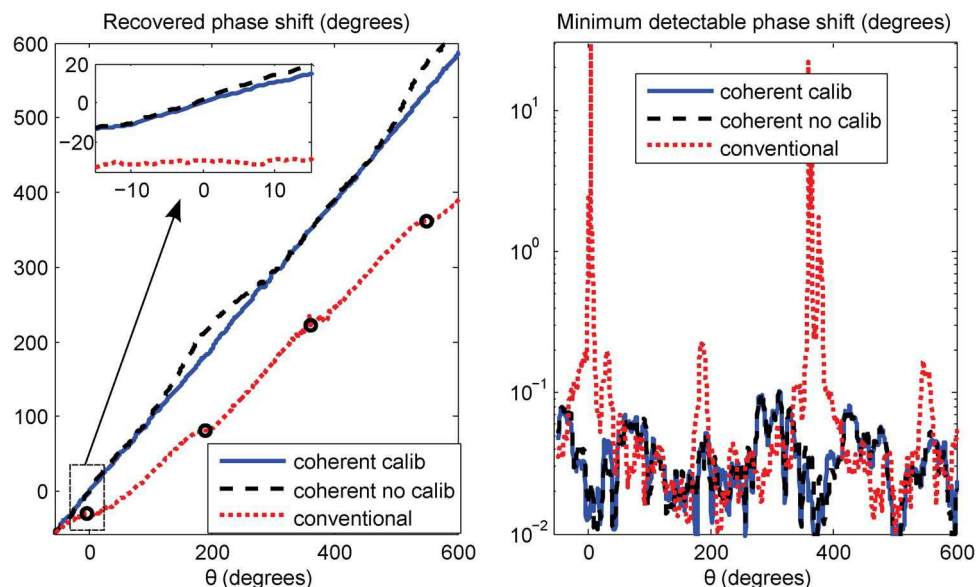 Recovered phase shift (degrees)
600
500
400
300
200
100
0
20
0
−20
−10
0
10
coherent calib
coherent no calib
conventional
0
200
400
600
θ (degrees)
Minimum detectable phase shift (degrees)
10^1
10^0
10^−1
10^−2
coherent calib
coherent no calib
conventional
0
200
400
600
θ (degrees)